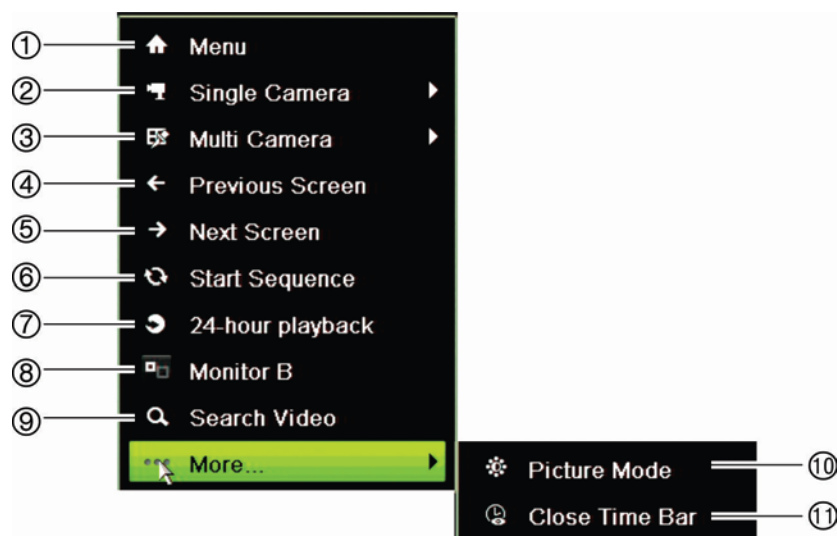 ① Menu
② Single Camera
③ Multi Camera
④ Previous Screen
⑤ Next Screen
⑥ Start Sequence
⑦ 24-hour playback
⑧ Monitor B
⑨ Search Video
More...
Picture Mode ⑩
Close Time Bar ⑪